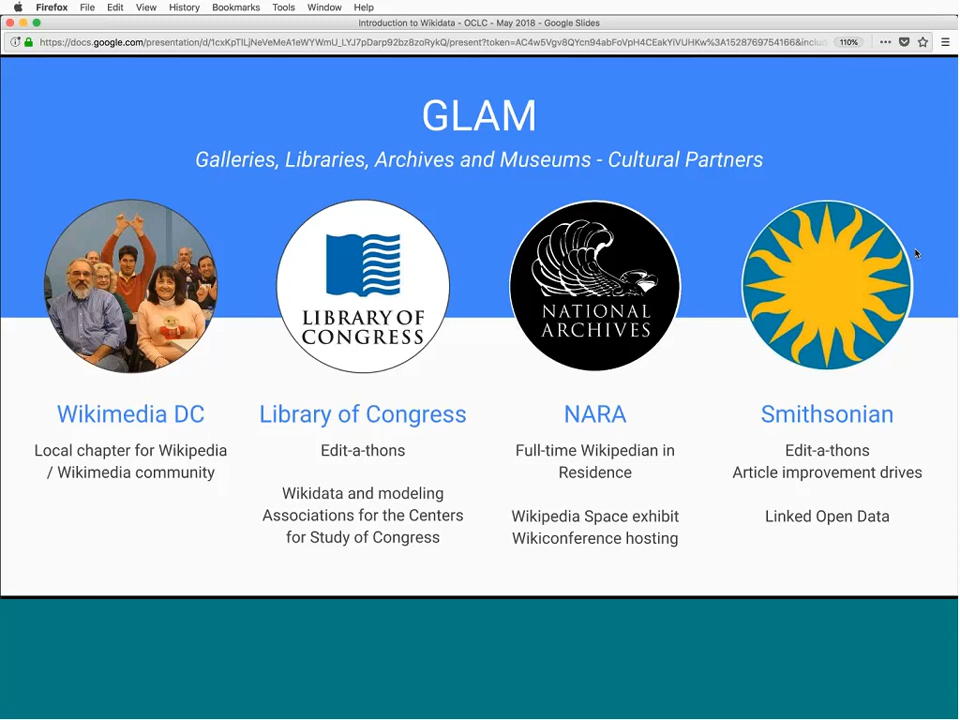 Firefox File Edit View History Bookmarks Tools Window Help
Introduction to Wikidata - OCLC - May 2018 - Google Slides
110%
GLAM
Galleries, Libraries, Archives and Museums - Cultural Partners
LIBRARY OF
CONGRESS
NATIONAL
ARCHIVES
Wikimedia DC
Local chapter for Wikipedia
/ Wikimedia community
Library of Congress
Edit-a-thons
Wikidata and modeling
Associations for the Centers
for Study of Congress
NARA
Full-time Wikipedian in
Residence
Wikipedia Space exhibit
Wikiconference hosting
Smithsonian
Edit-a-thons
Article improvement drives
Linked Open Data